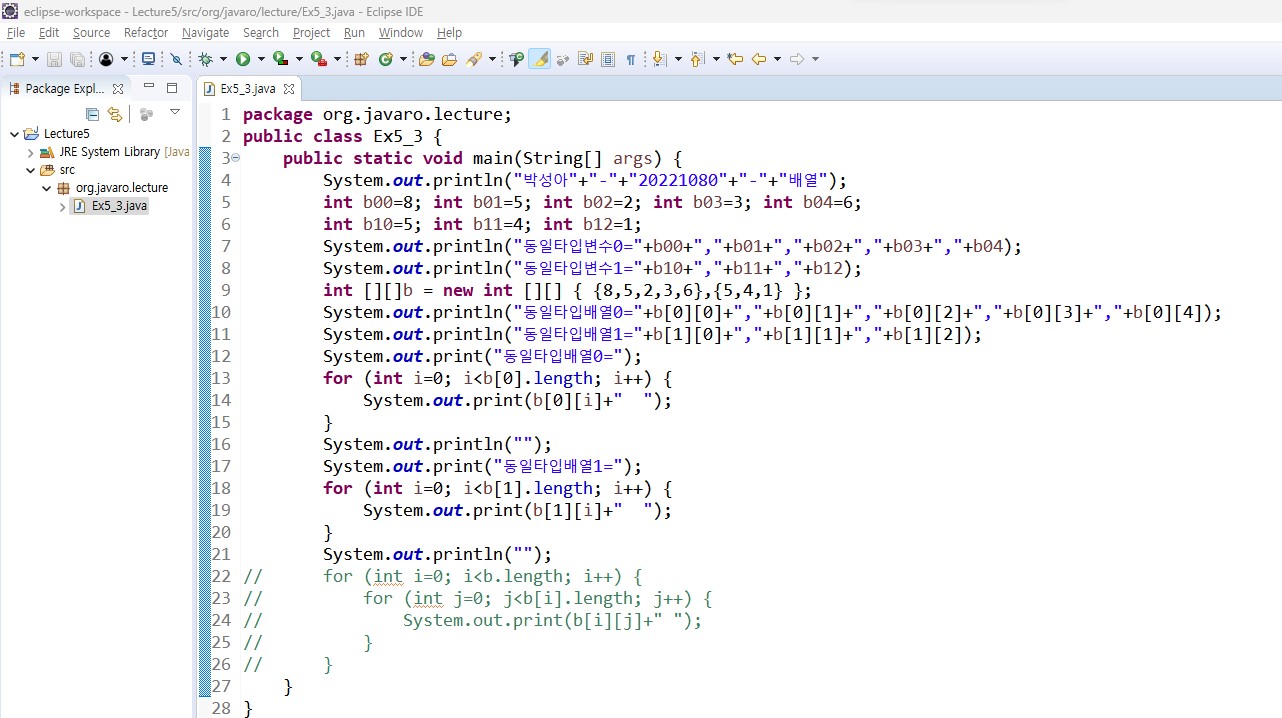 eclipse-workspace - Lecture5/src/org/javaro/lecture/Ex5_3.java - Eclipse IDE
File Edit Source Refactor Navigate Search Project Run Window Help
Package Expl...
Ex5_3.java
Lecture5
JRE System Library [Java
src
org.javaro.lecture
Ex5_3.java
1 package org.javaro.lecture;
2 public class Ex5_3 {
3 public static void main(String[] args) {
4 System.out.println("박성아"+"-"+"20221080"+"-"+"배열");
5 int b00=8; int b01=5; int b02=2; int b03=3; int b04=6;
6 int b10=5; int b11=4; int b12=1;
7 System.out.println("동일타입변수0="+b00+","+b01+","+b02+","+b03+","+b04);
8 System.out.println("동일타입변수1="+b10+","+b11+","+b12);
9 int [][]b = new int [][] { {8,5,2,3,6},{5,4,1} };
10 System.out.println("동일타입배열0="+b[0][0]+","+b[0][1]+","+b[0][2]+","+b[0][3]+","+b[0][4]);
11 System.out.println("동일타입배열1="+b[1][0]+","+b[1][1]+","+b[1][2]);
12 System.out.print("동일타입배열0=");
13 for (int i=0; i<b[0].length; i++) {
14 System.out.print(b[0][i]+"  ");
15 }
16 System.out.println("");
17 System.out.print("동일타입배열1=");
18 for (int i=0; i<b[1].length; i++) {
19 System.out.print(b[1][i]+"  ");
20 }
21 System.out.println("");
22 // for (int i=0; i<b.length; i++) {
23 // for (int j=0; j<b[i].length; j++) {
24 // System.out.print(b[i][j]+" ");
25 // }
26 // }
27 }
28 }